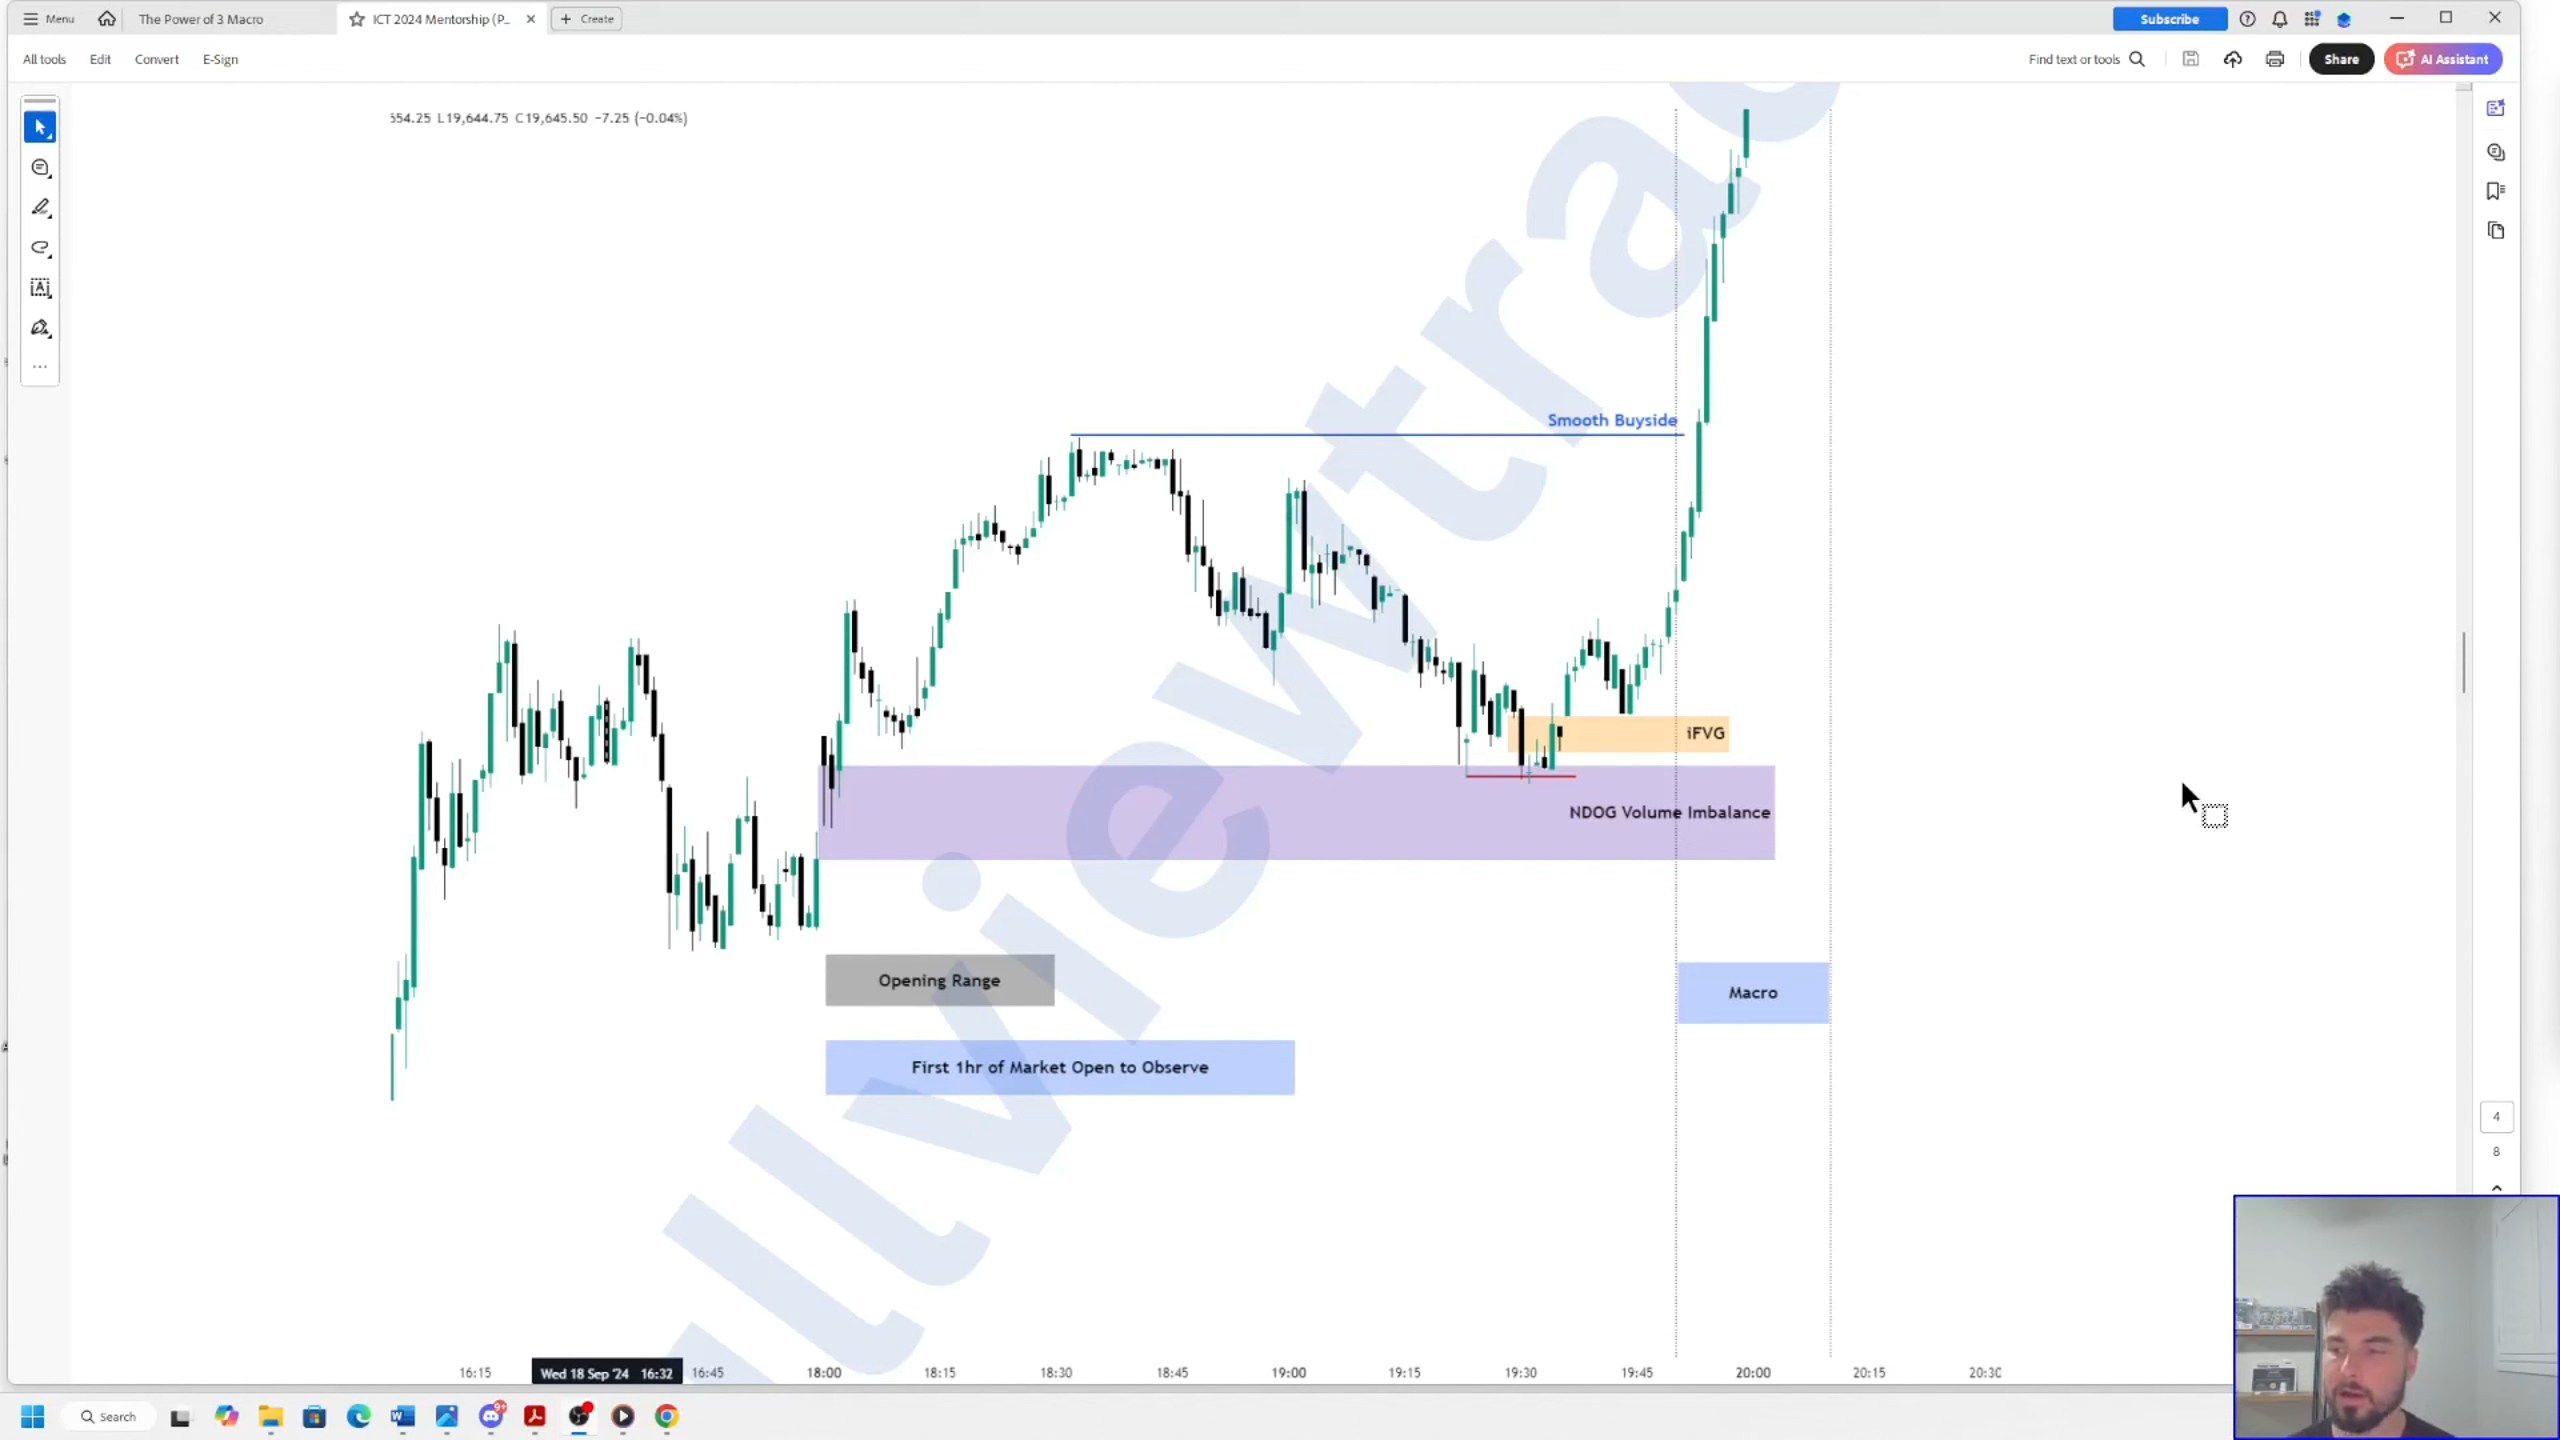 Menu
The Power of 3 Macro
ICT 2024 Mentorship (P...
Create
Subscribe
All tools
Edit
Convert
E-Sign
Find text or tools
Share
AI Assistant
554.25 L19,644.75 C19,645.50 −7.25 (−0.04%)
Smooth Buyside
iFVG
NDOG Volume Imbalance
Opening Range
Macro
First 1hr of Market Open to Observe
4
8
16:15
Wed 18 Sep '24 16:32
16:45
18:00
18:15
18:30
18:45
19:00
19:15
19:30
19:45
20:00
20:15
20:30
Search
9+